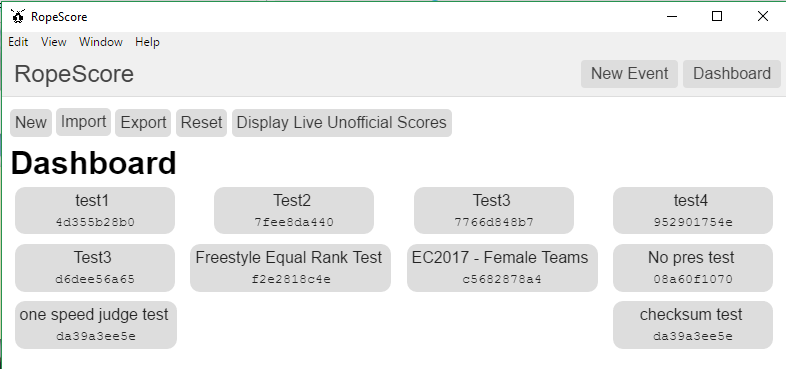 RopeScore
Edit View Window Help
RopeScore New Event Dashboard
New Import Export Reset Display Live Unofficial Scores
Dashboard
test1 Test2 Test3 test4
4d355b28b0 7fee8da440 7766d848b7 952901754e
Test3 Freestyle Equal Rank Test EC2017 - Female Teams No pres test
d6dee56a65 f2e2818c4e c5682878a4 08a60f1070
one speed judge test checksum test
da39a3ee5e da39a3ee5e